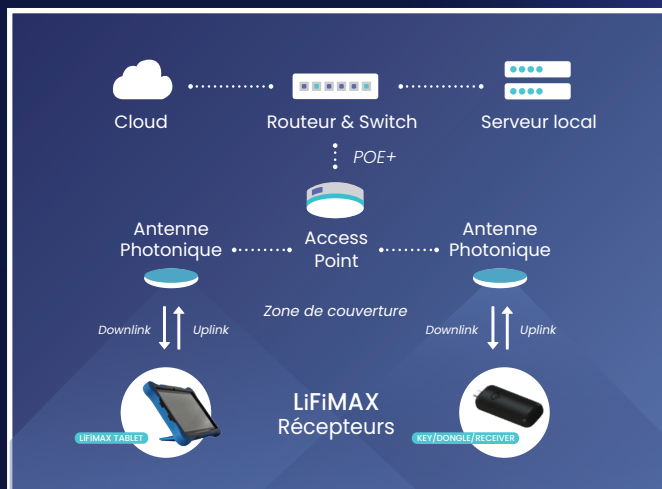 Cloud
Routeur & Switch
Serveur local
POE+
Antenne
Photonique
Access
Point
Antenne
Photonique
Zone de couverture
Downlink
Uplink
Downlink
Uplink
LiFiMAX
Récepteurs
LIFIMAX TABLET
KEY/DONGLE/RECEIVER